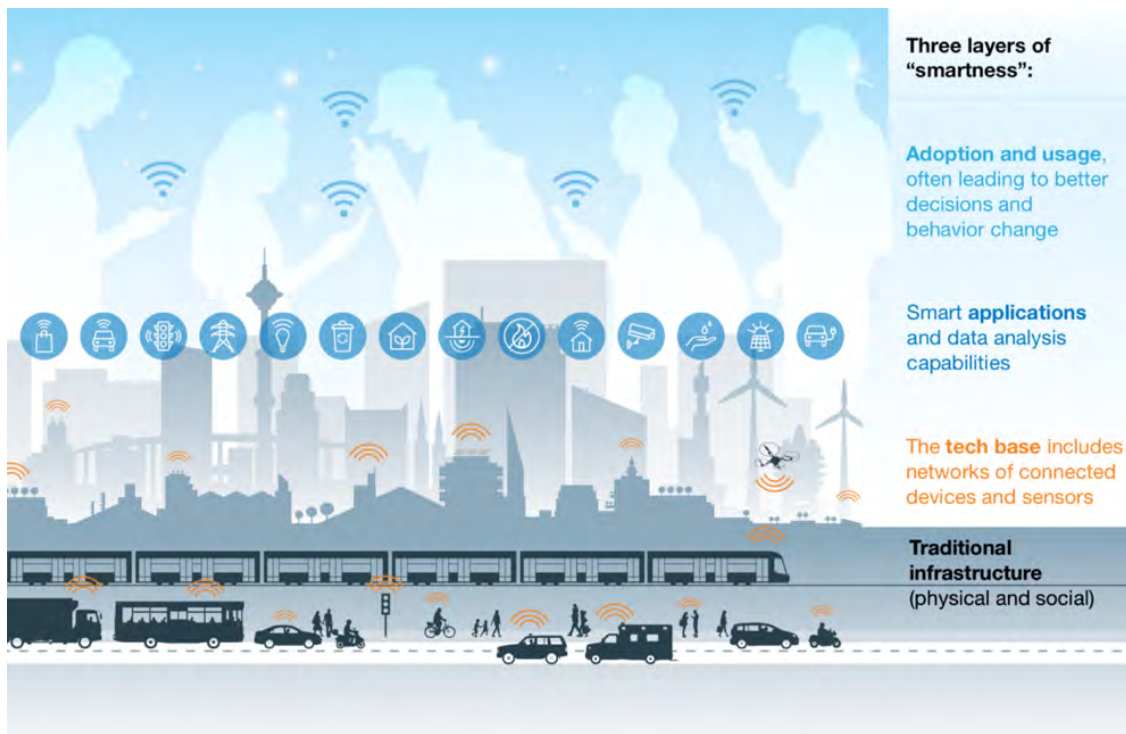 Three layers of
“smartness”:
Adoption and usage,
often leading to better
decisions and
behavior change
Smart applications
and data analysis
capabilities
The tech base includes
networks of connected
devices and sensors
Traditional
infrastructure
(physical and social)